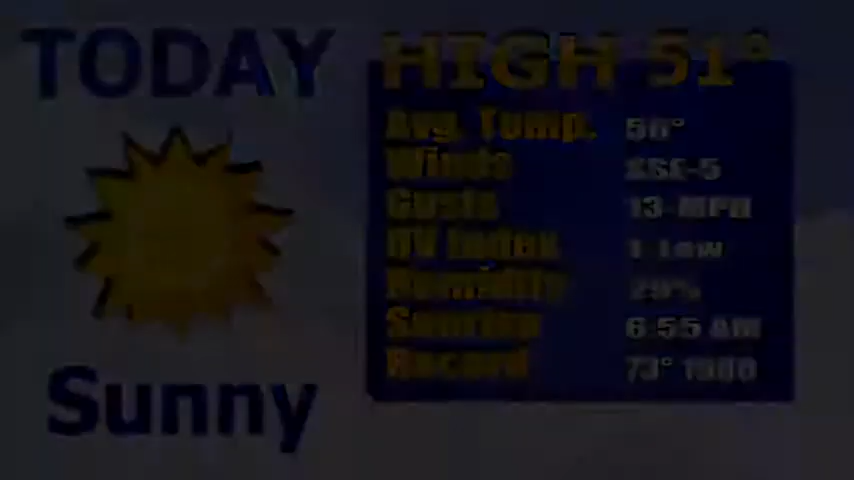 TODAY
Sunny
HIGH 51°
Avg. Temp. 50°
Winds SSE-5
Gusts 13-MPH
UV Index 1-Low
Humidity 29%
Sunrise 6:55 AM
Record 73°